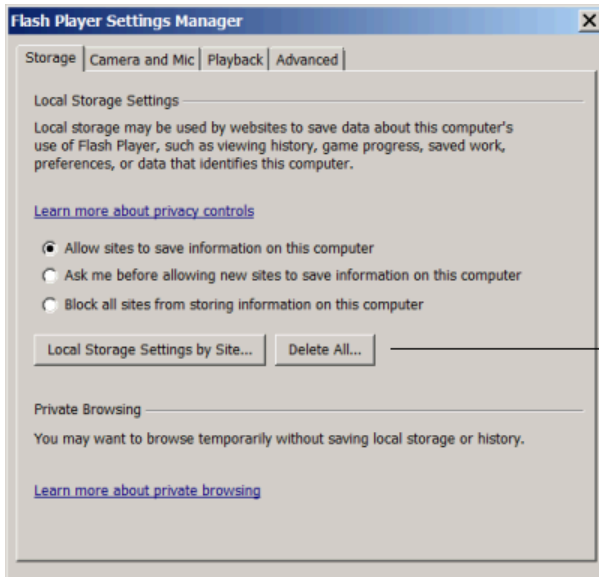 Flash Player Settings Manager
Storage Camera and Mic Playback Advanced
Local Storage Settings
Local storage may be used by websites to save data about this computer's
use of Flash Player, such as viewing history, game progress, saved work,
preferences, or data that identifies this computer.
Learn more about privacy controls
Allow sites to save information on this computer
Ask me before allowing new sites to save information on this computer
Block all sites from storing information on this computer
Local Storage Settings by Site... Delete All...
Private Browsing
You may want to browse temporarily without saving local storage or history.
Learn more about private browsing